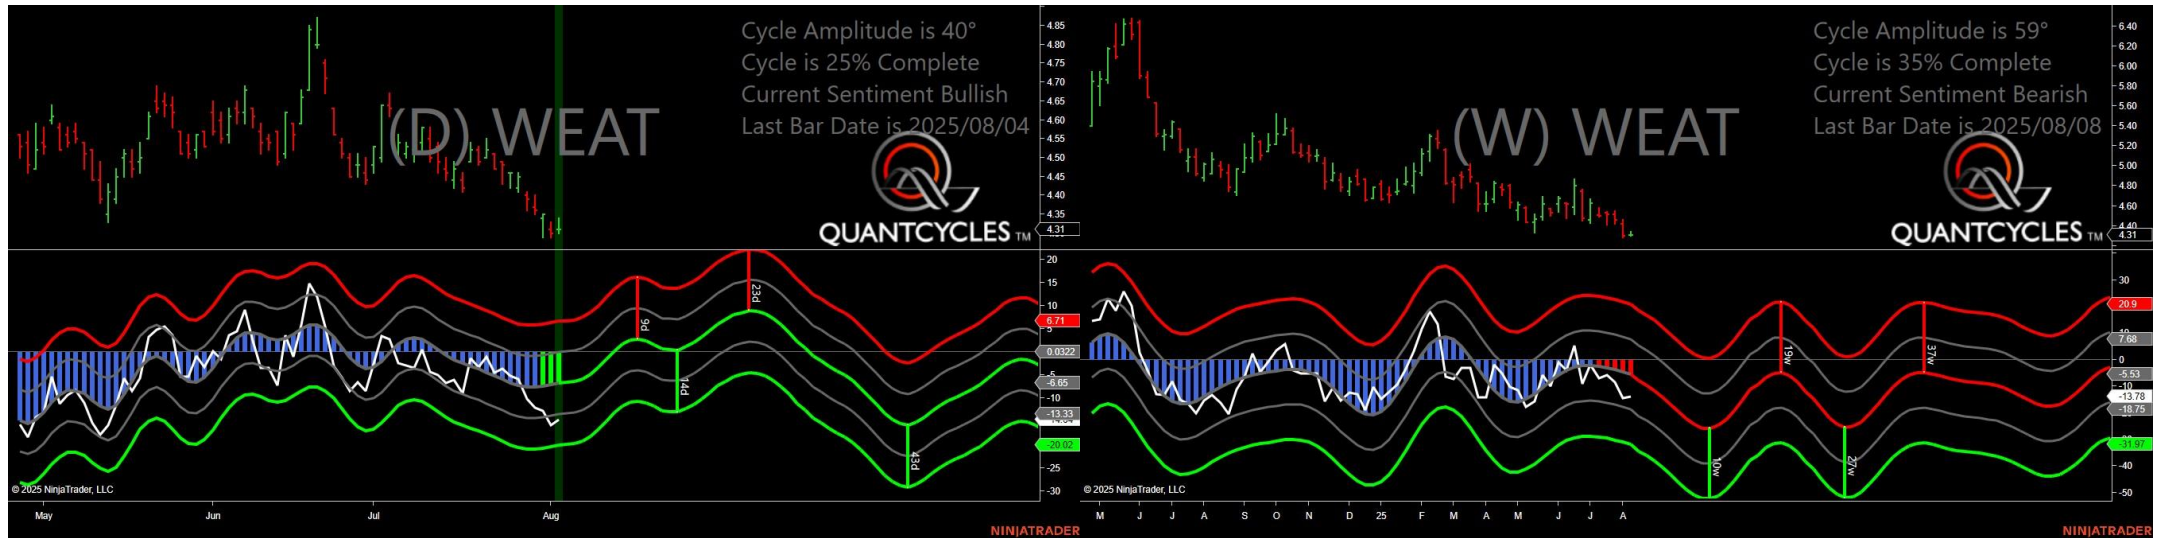 Cycle Amplitude is 40°
Cycle is 25% Complete
Current Sentiment Bullish
Last Bar Date is 2025/08/04
(D) WEAT
QUANTCYCLES TM
4.85
4.80
4.75
4.70
4.65
4.60
4.55
4.50
4.45
4.40
4.35
4.31
20
15
10
6.71
5
0.0322
-5
-6.65
-10
-13.33
-20.02
-25
-30
9d
14d
23d
43d
© 2025 NinjaTrader, LLC
May Jun Jul Aug
NINJATRADER
Cycle Amplitude is 59°
Cycle is 35% Complete
Current Sentiment Bearish
Last Bar Date is 2025/08/08
(W) WEAT
QUANTCYCLES TM
6.40
6.20
6.00
5.80
5.60
5.40
5.20
5.00
4.80
4.60
4.40
4.31
30
20.9
10
7.68
0
-5.53
-10
-13.78
-18.75
-31.97
-40
-50
10w
19w
27w
37w
© 2025 NinjaTrader, LLC
M J J A S O N D 25 F M A M J J A
NINJATRADER